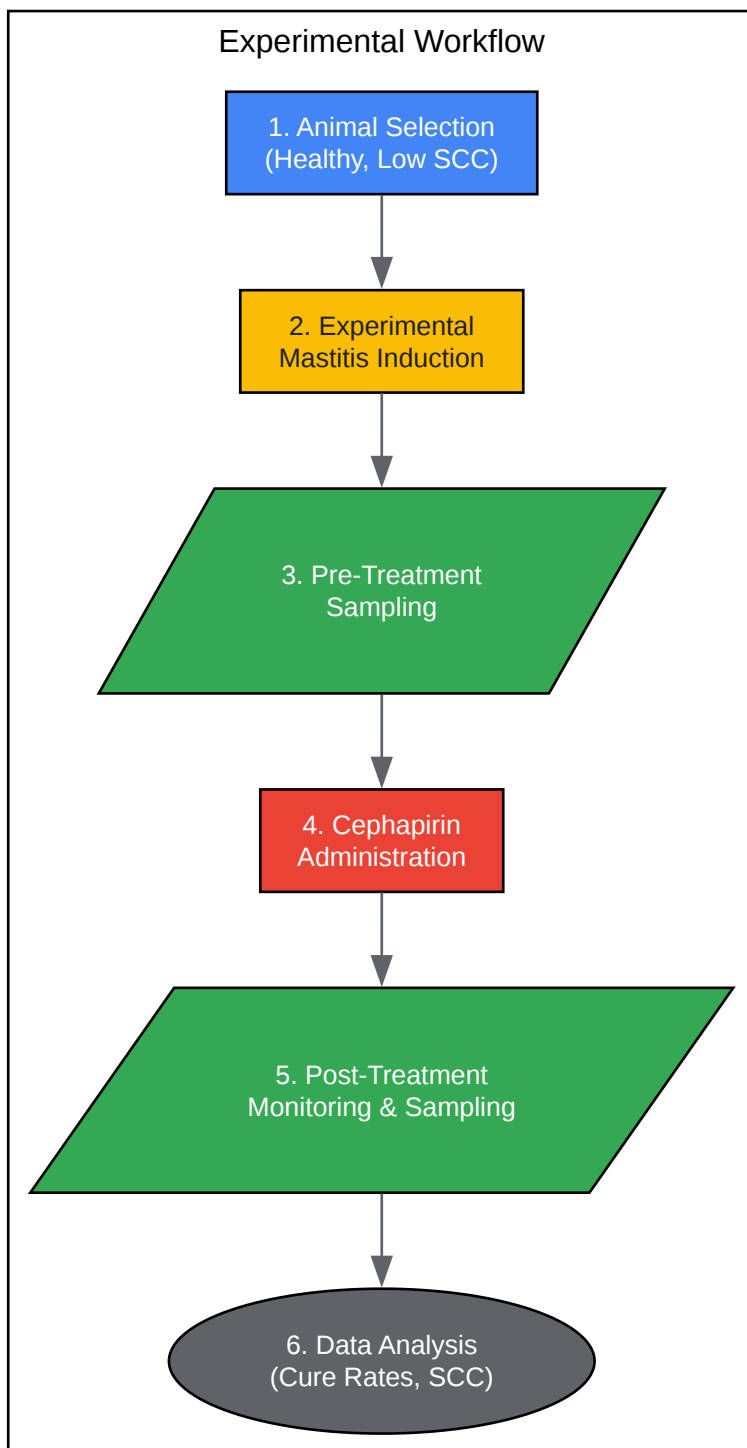 Experimental Workflow
1. Animal Selection
(Healthy, Low SCC)
2. Experimental
Mastitis Induction
3. Pre-Treatment
Sampling
4. Cephapirin
Administration
5. Post-Treatment
Monitoring & Sampling
6. Data Analysis
(Cure Rates, SCC)